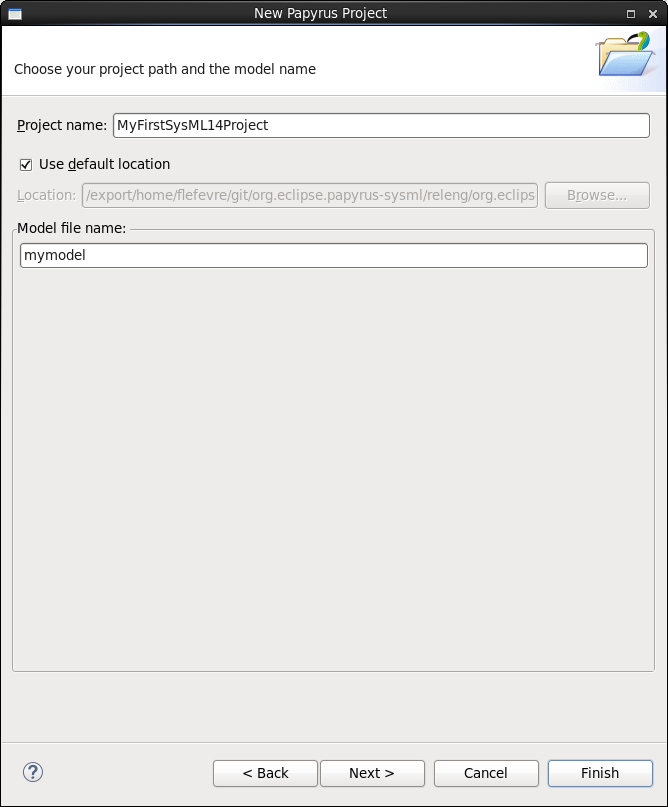 New Papyrus Project
Choose your project path and the model name
Project name: MyFirstSysML14Project
Use default location
Location: /export/home/flefevre/git/org.eclipse.papyrus-sysml/releng/org.eclips Browse...
Model file name:
mymodel
? < Back Next > Cancel Finish